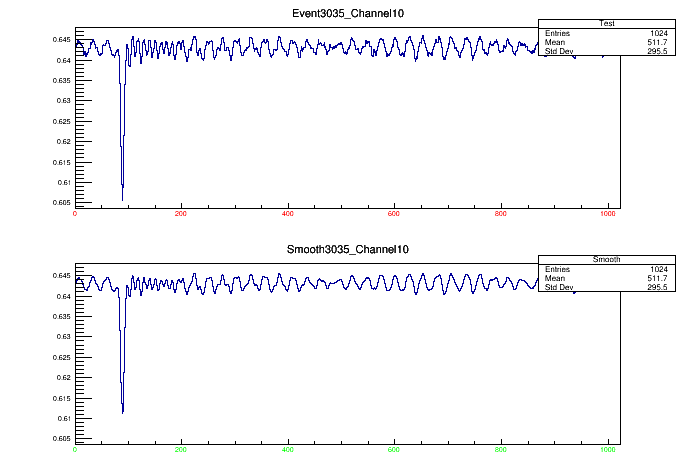 Event3035_Channel10
Test
Entries 1024
Mean 511.7
Std Dev 295.5
0.645
0.64
0.635
0.63
0.625
0.62
0.615
0.61
0.605
0 200 400 600 800 1000
Smooth3035_Channel10
Smooth
Entries 1024
Mean 511.7
Std Dev 295.5
0.645
0.64
0.635
0.63
0.625
0.62
0.615
0.61
0.605
0 200 400 600 800 1000